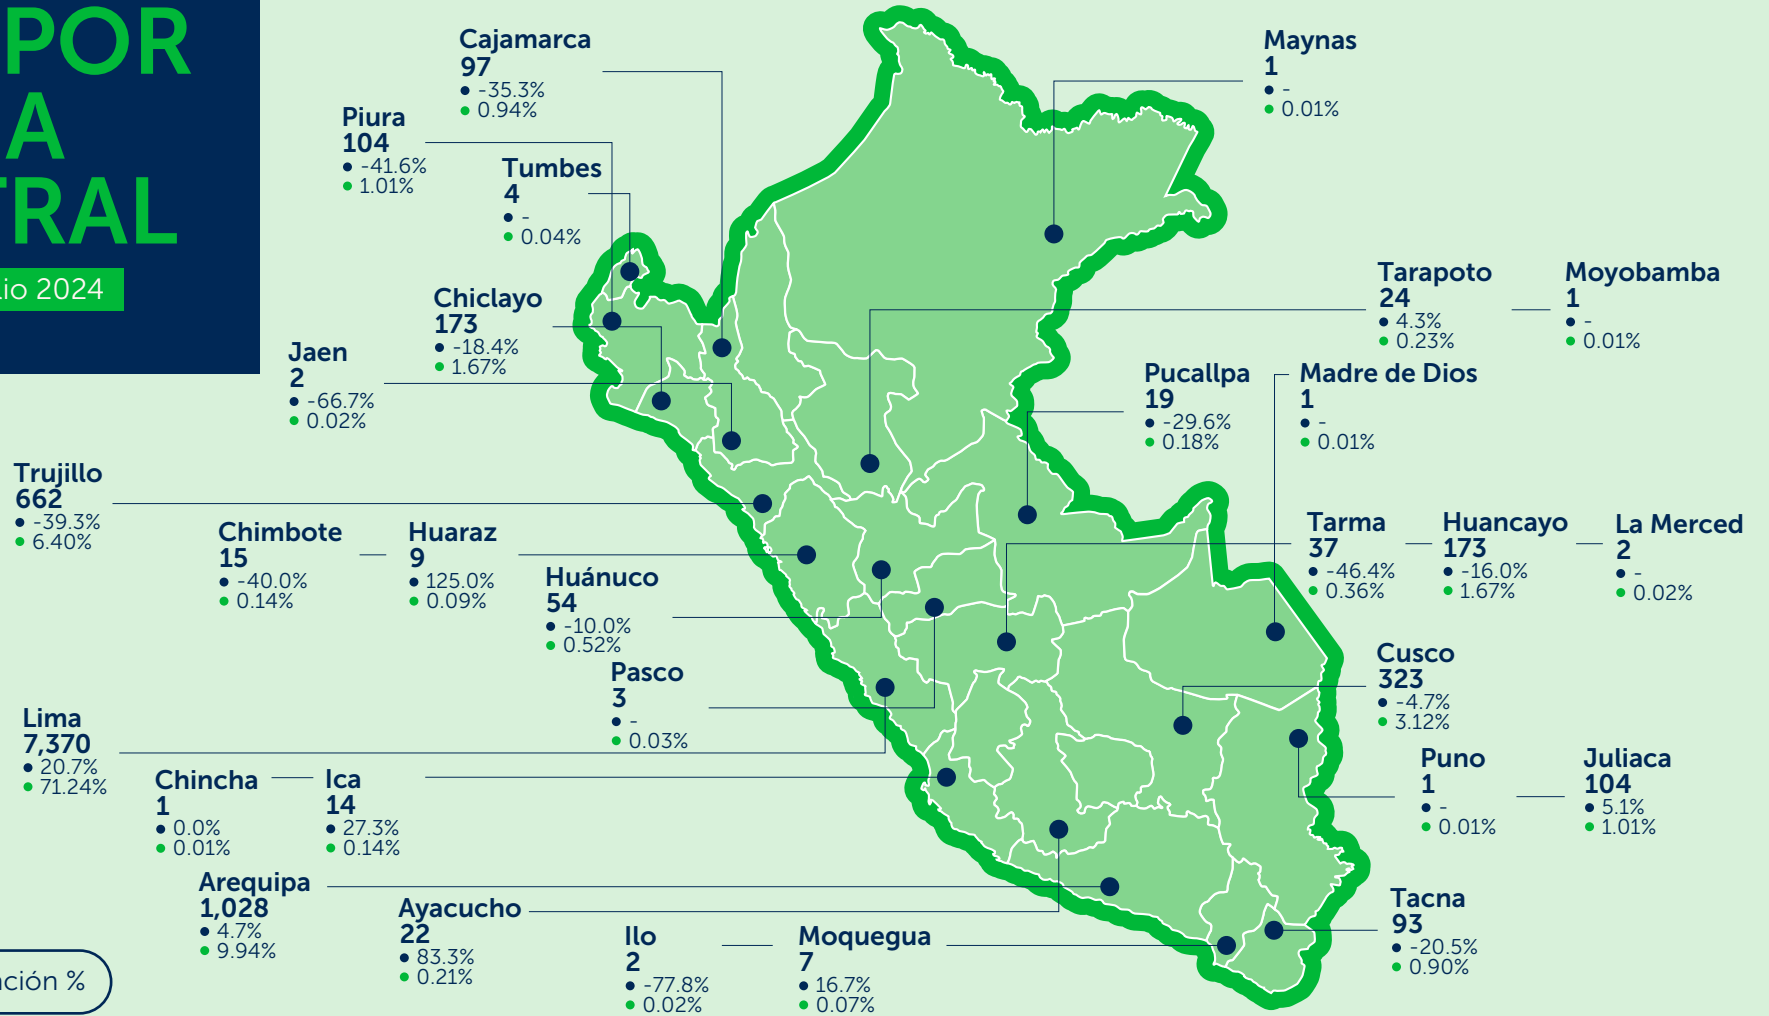 POR
A
TRAL
lio 2024
Cajamarca
97
-35.3%
0.94%
Piura
104
-41.6%
1.01%
Tumbes
4
-
0.04%
Chiclayo
173
-18.4%
1.67%
Jaen
2
-66.7%
0.02%
Trujillo
662
-39.3%
6.40%
Chimbote
15
-40.0%
0.14%
Huaraz
9
125.0%
0.09%
Huánuco
54
-10.0%
0.52%
Pasco
3
-
0.03%
Lima
7,370
20.7%
71.24%
Chincha
1
0.0%
0.01%
Ica
14
27.3%
0.14%
Arequipa
1,028
4.7%
9.94%
Ayacucho
22
83.3%
0.21%
Ilo
2
-77.8%
0.02%
Moquegua
7
16.7%
0.07%
Maynas
1
-
0.01%
Tarapoto
24
4.3%
0.23%
Moyobamba
1
-
0.01%
Pucallpa
19
-29.6%
0.18%
Madre de Dios
1
-
0.01%
Tarma
37
-46.4%
0.36%
Huancayo
173
-16.0%
1.67%
La Merced
2
-
0.02%
Cusco
323
-4.7%
3.12%
Puno
1
-
0.01%
Juliaca
104
5.1%
1.01%
Tacna
93
-20.5%
0.90%
ación %